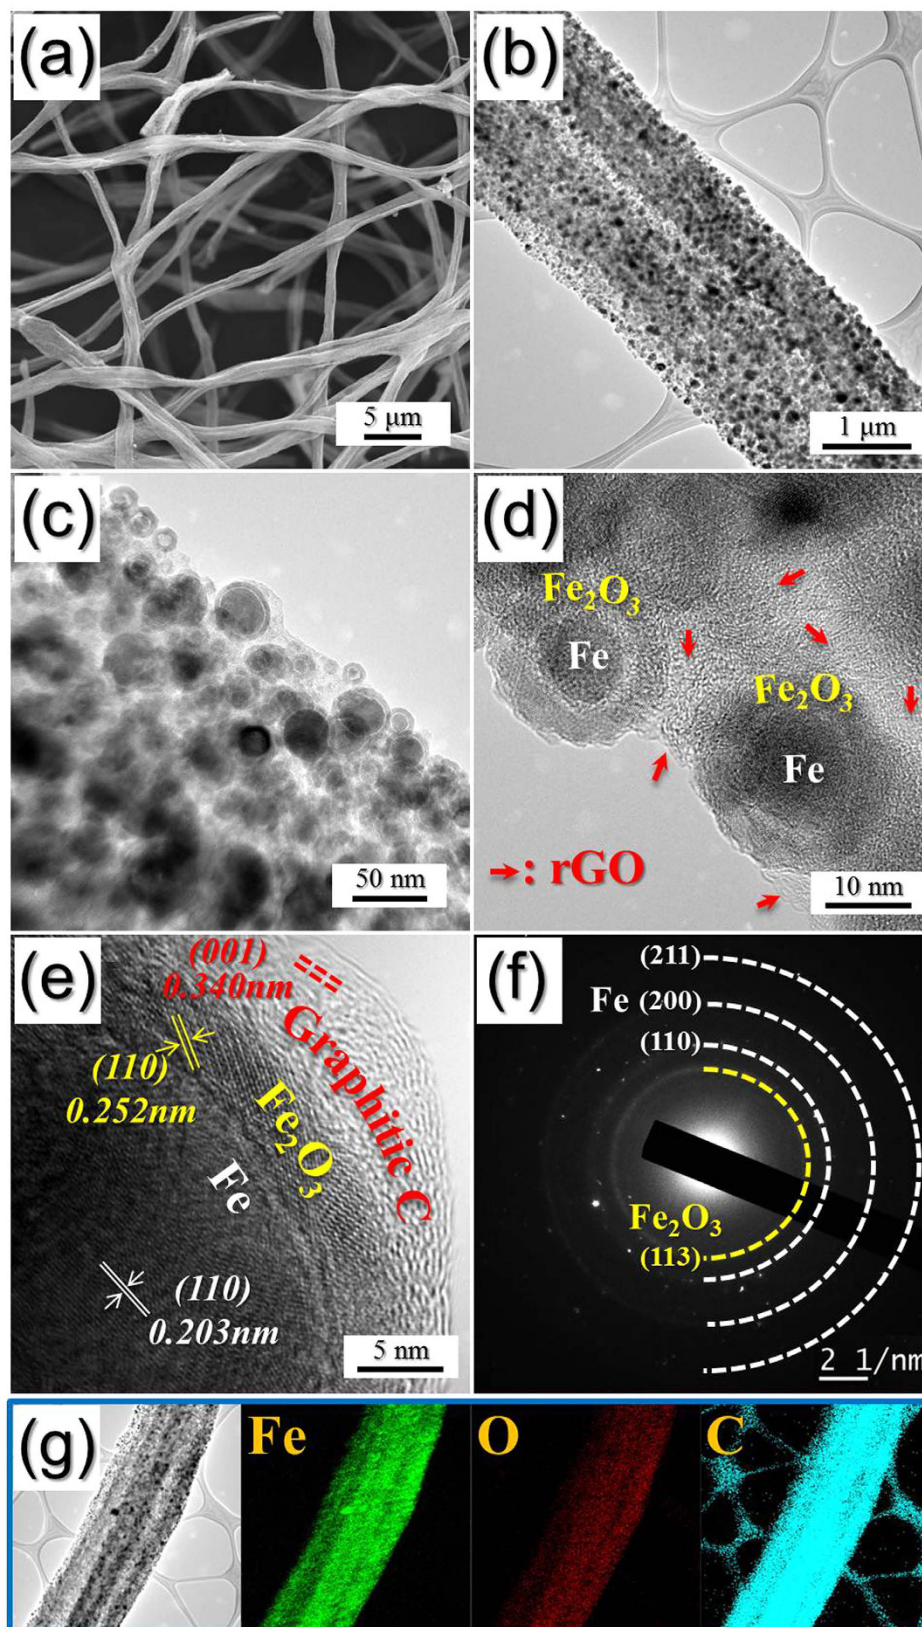 (a)
5 μm
(b)
1 μm
(c)
50 nm
(d)
Fe₂O₃
Fe
Fe₂O₃
Fe
: rGO
10 nm
(e)
(001)
0.340nm
Graphitic C
(110)
0.252nm
Fe₂O₃
Fe
(110)
0.203nm
5 nm
(f)
(211)
Fe (200)
(110)
Fe₂O₃
(113)
2 1/nm
(g)
Fe
O
C